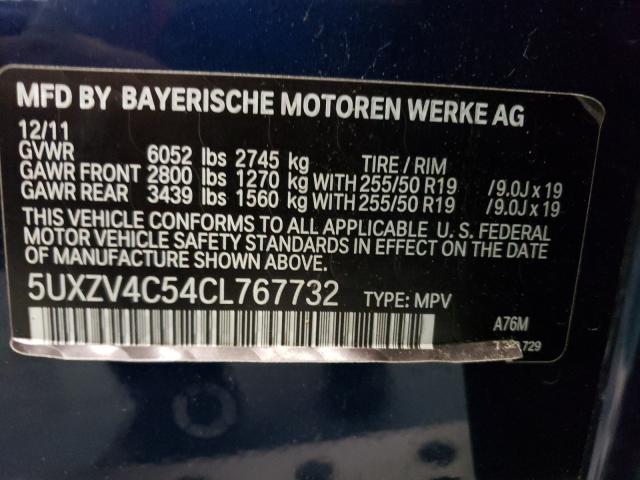 MFD BY BAYERISCHE MOTOREN WERKE AG
12/11
GVWR 6052 lbs 2745 kg TIRE / RIM
GAWR FRONT 2800 lbs 1270 kg WITH 255/50 R19 /9.0J x 19
GAWR REAR 3439 lbs 1560 kg WITH 255/50 R19 /9.0J x 19
THIS VEHICLE CONFORMS TO ALL APPLICABLE U. S. FEDERAL
MOTOR VEHICLE SAFETY STANDARDS IN EFFECT ON THE DATE
OF MANUFACTURE SHOWN ABOVE.
5UXZV4C54CL767732 TYPE: MPV
A76M